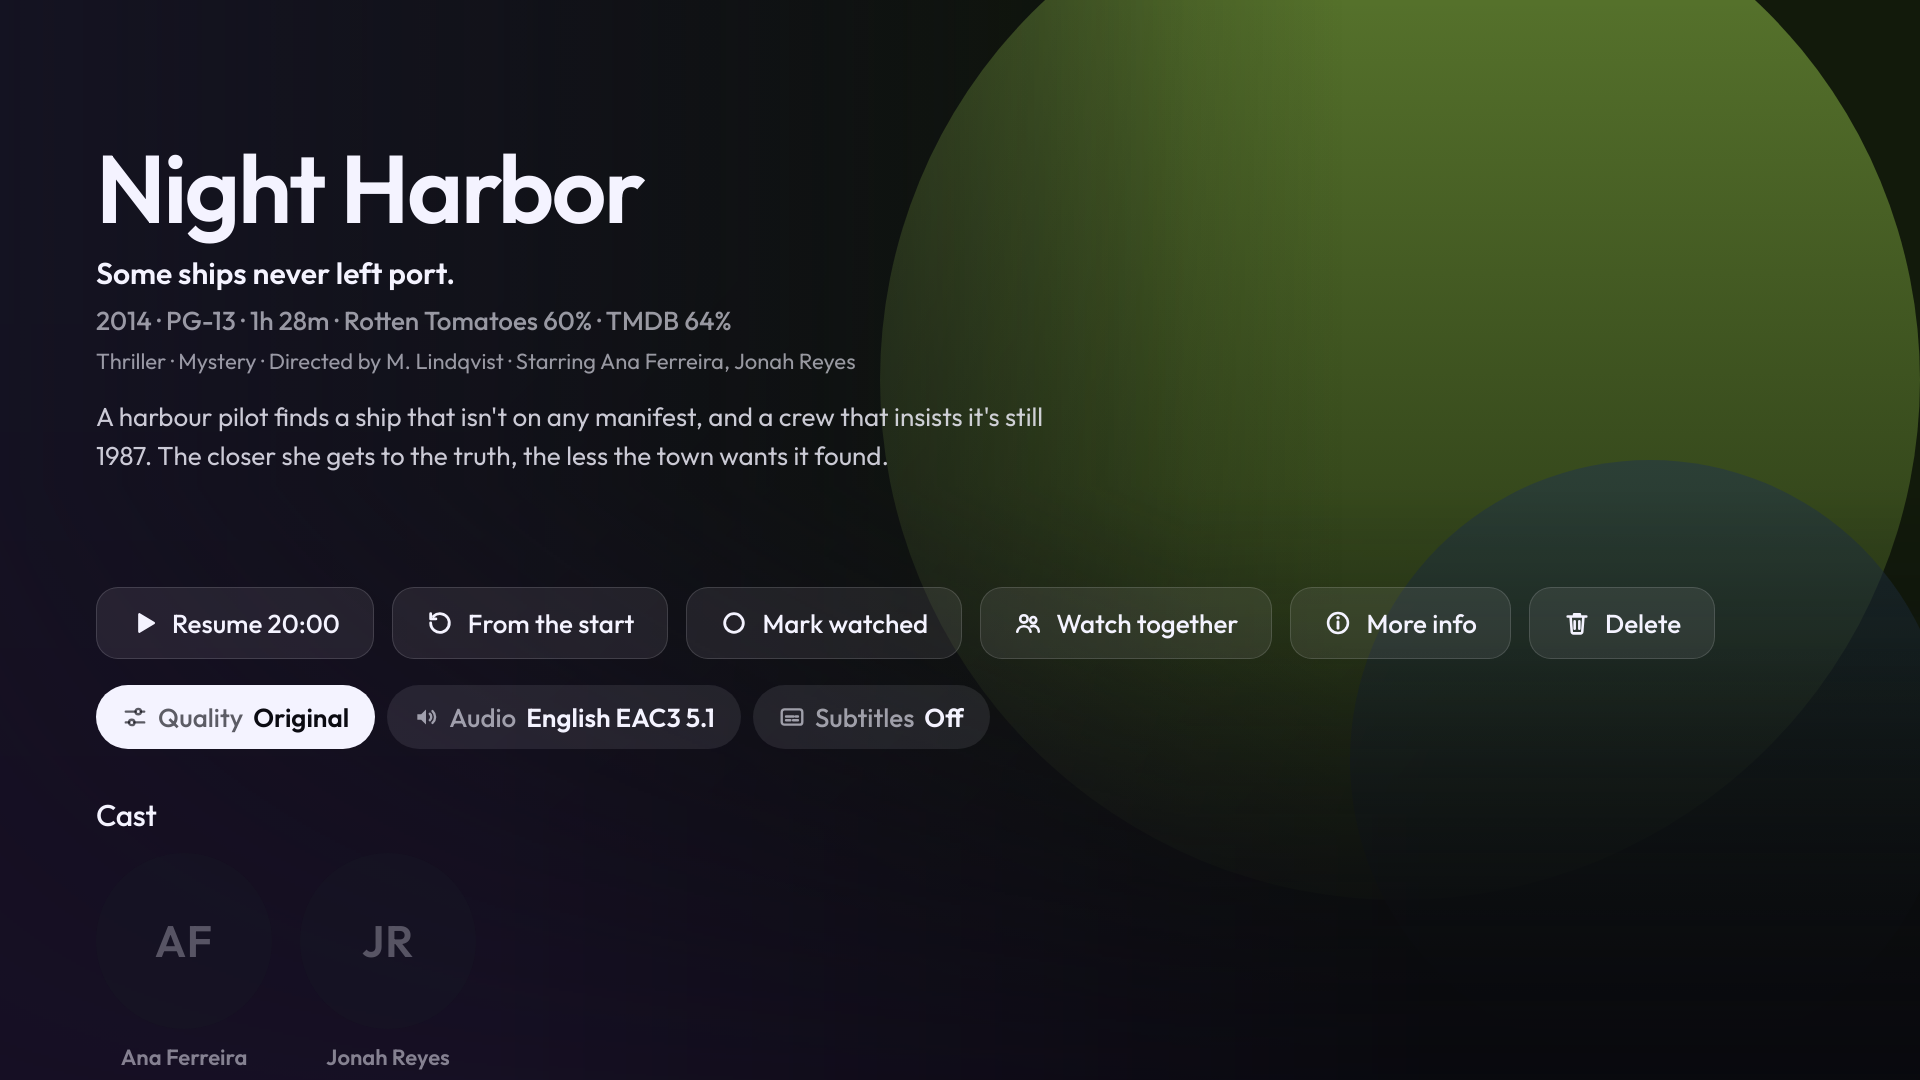 Night Harbor
Some ships never left port.
2014 · PG-13 · 1h 28m · Rotten Tomatoes 60% · TMDB 64%
Thriller · Mystery · Directed by M. Lindqvist · Starring Ana Ferreira, Jonah Reyes
A harbour pilot finds a ship that isn't on any manifest, and a crew that insists it's still
1987. The closer she gets to the truth, the less the town wants it found.
Resume 20:00 From the start Mark watched Watch together More info Delete
Quality Original Audio English EAC3 5.1 Subtitles Off
Cast
AF JR
Ana Ferreira Jonah Reyes